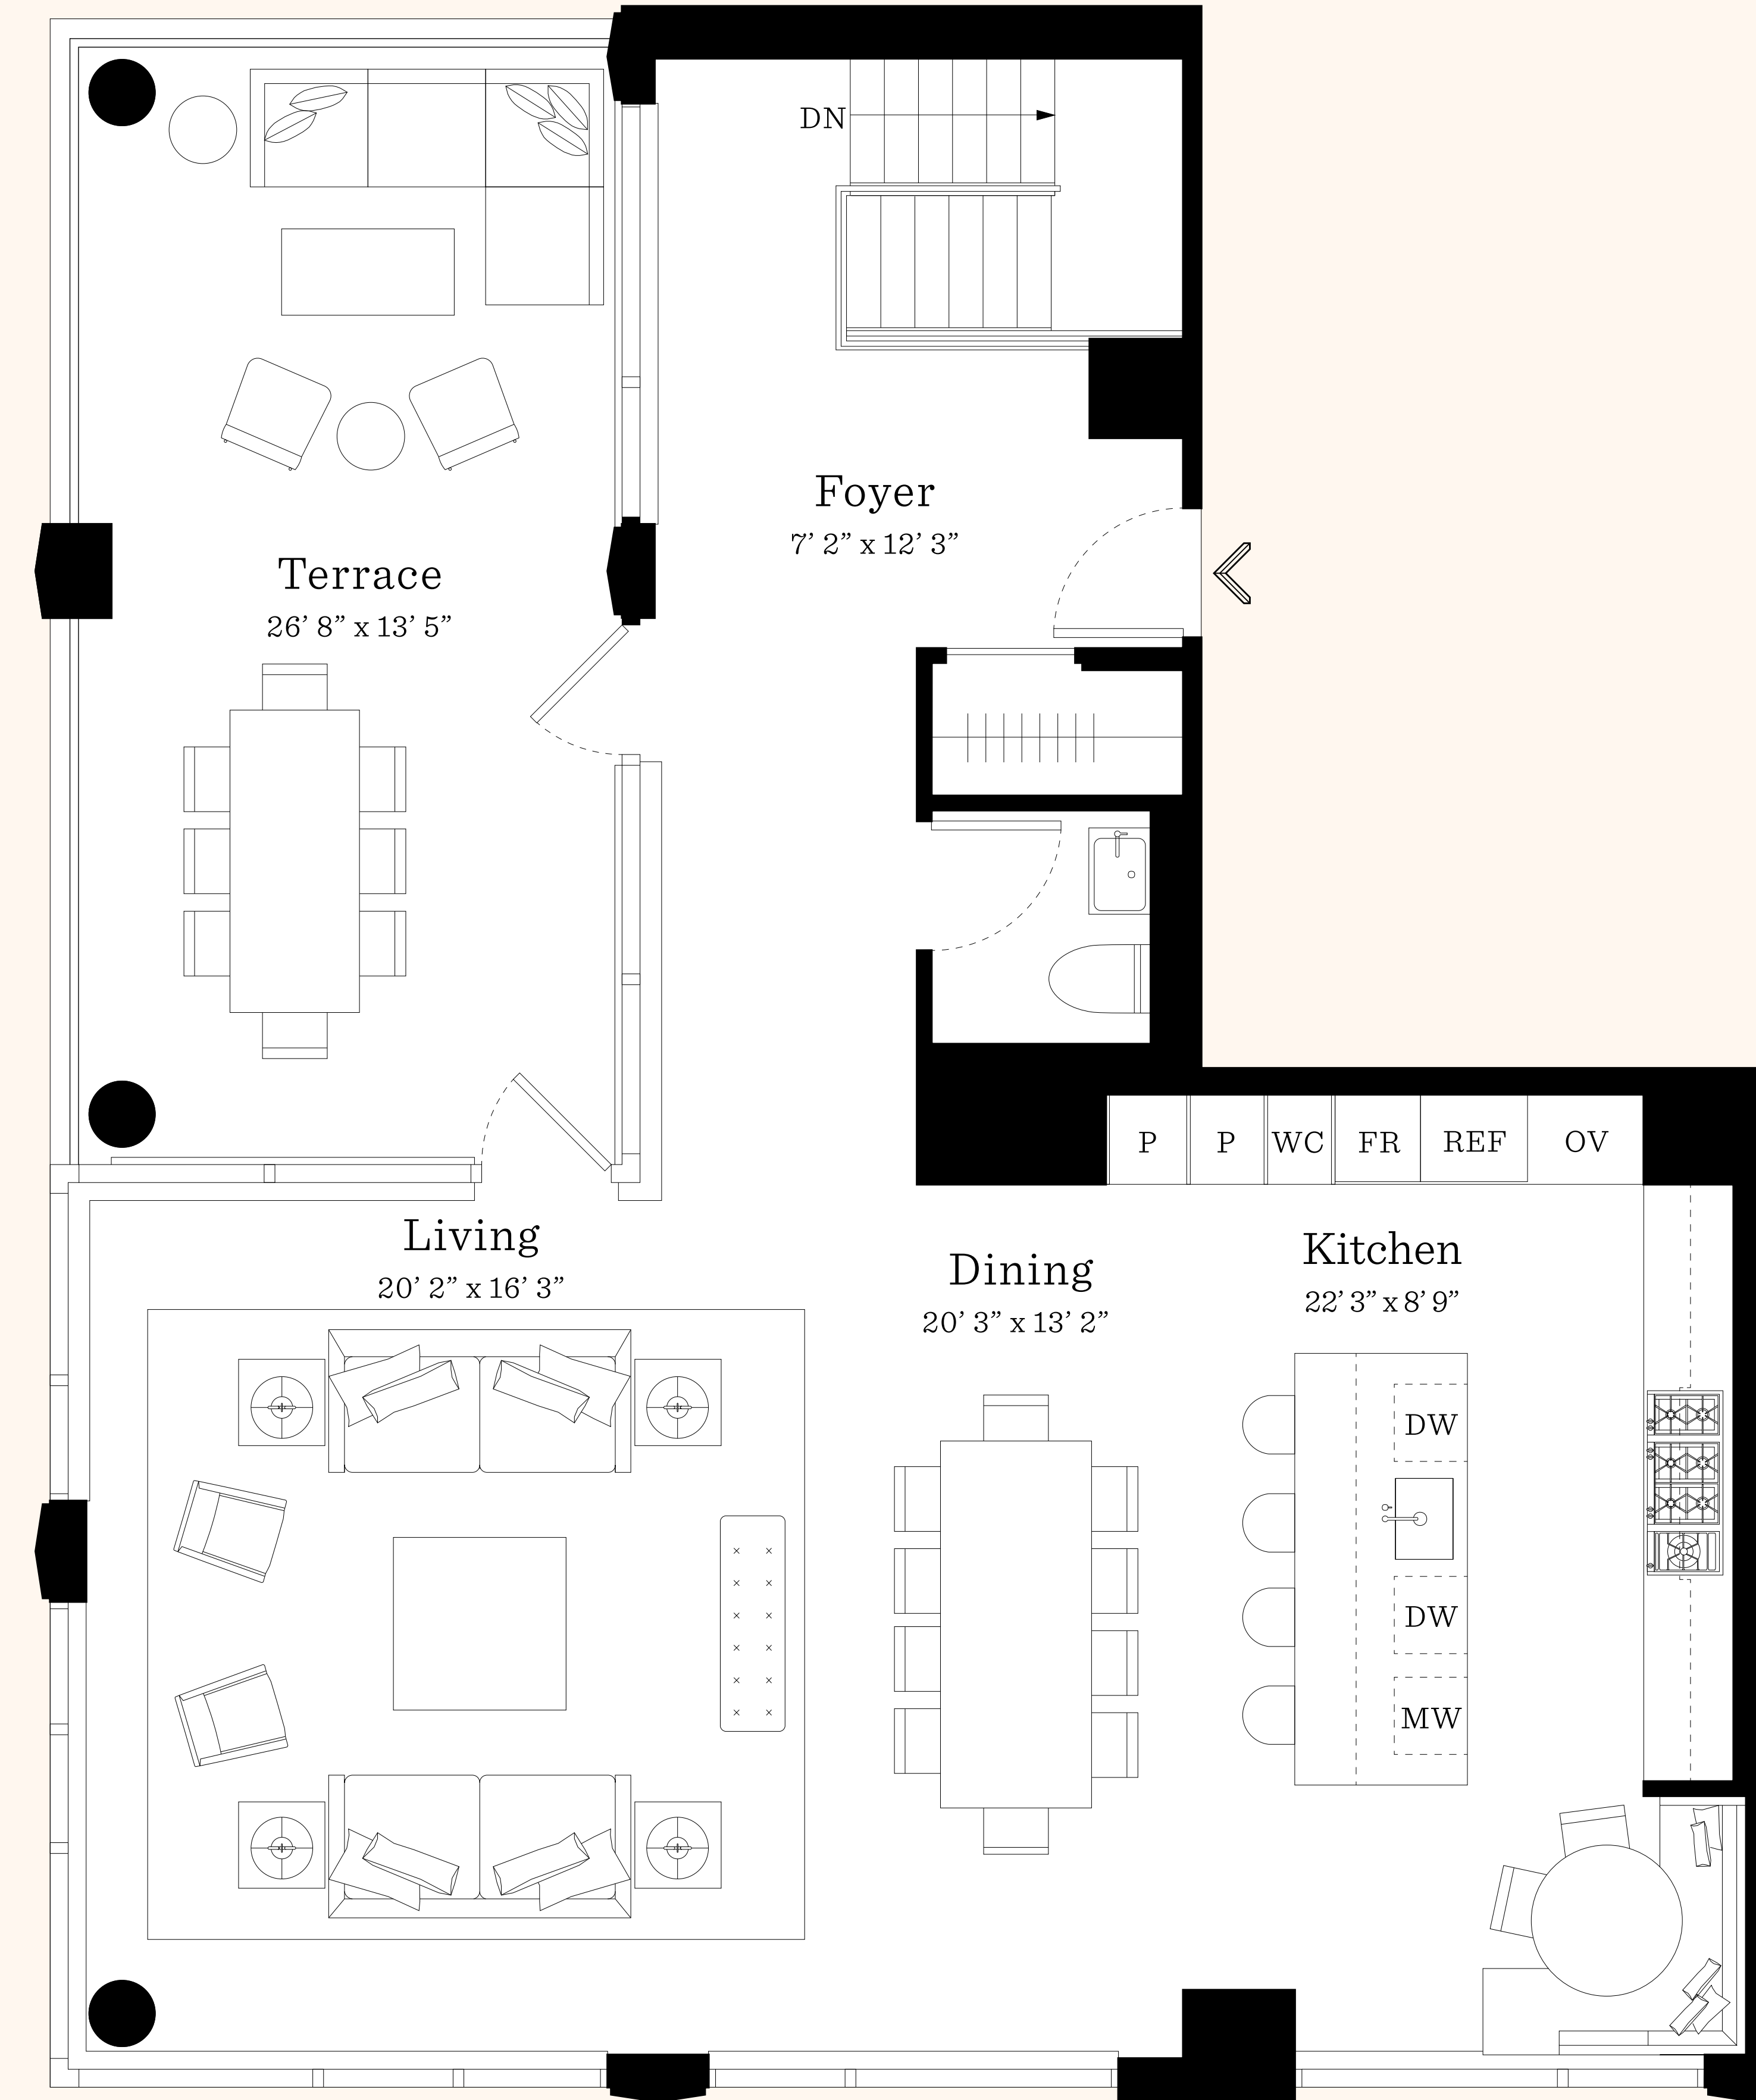 DN
Foyer
7’ 2” x 12’ 3”
Terrace
26’ 8” x 13’ 5”
P P WC FR REF OV
Living
20’ 2” x 16’ 3”
Dining
20’ 3” x 13’ 2”
Kitchen
22’ 3” x 8’ 9”
DW
DW
MW